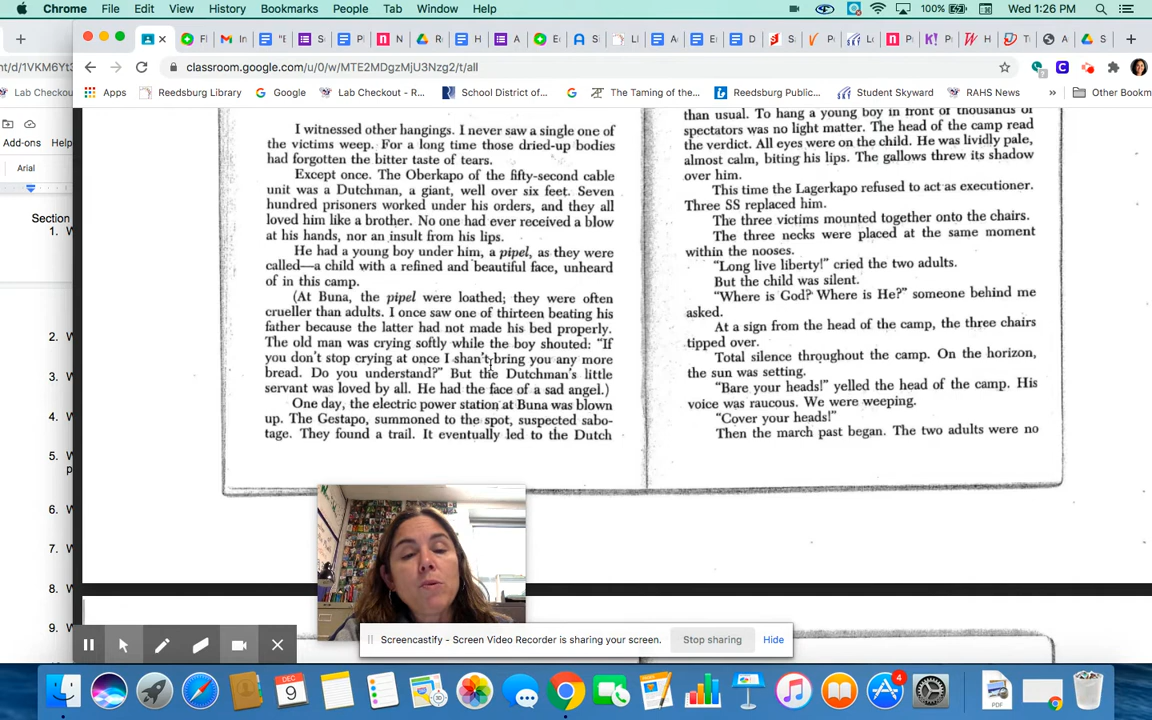 Chrome File Edit View History Bookmarks People Tab Window Help 100% Wed 1:26 PM
classroom.google.com/u/0/w/MTE2MDgzMjU3Nzg2/t/all
nt/d/1VKM6Yt3
Lab Checkou
Apps Reedsburg Library Google Lab Checkout - R... School District of... The Taming of the... Reedsburg Public... Student Skyward RAHS News Other Book
Add-ons Help
Arial
Section
1. W
2. W
3. W
4. W
5. W
p
6. W
7. W
8. W
9. W
I witnessed other hangings. I never saw a single one of
the victims weep. For a long time those dried-up bodies
had forgotten the bitter taste of tears.
Except once. The Oberkapo of the fifty-second cable
unit was a Dutchman, a giant, well over six feet. Seven
hundred prisoners worked under his orders, and they all
loved him like a brother. No one had ever received a blow
at his hands, nor an insult from his lips.
He had a young boy under him, a pipel, as they were
called—a child with a refined and beautiful face, unheard
of in this camp.
(At Buna, the pipel were loathed; they were often
crueller than adults. I once saw one of thirteen beating his
father because the latter had not made his bed properly.
The old man was crying softly while the boy shouted: "If
you don't stop crying at once I shan't bring you any more
bread. Do you understand?" But the Dutchman's little
servant was loved by all. He had the face of a sad angel.)
One day, the electric power station at Buna was blown
up. The Gestapo, summoned to the spot, suspected sabo-
tage. They found a trail. It eventually led to the Dutch
than usual. To hang a young boy in front of thousands of
spectators was no light matter. The head of the camp read
the verdict. All eyes were on the child. He was lividly pale,
almost calm, biting his lips. The gallows threw its shadow
over him.
This time the Lagerkapo refused to act as executioner.
Three SS replaced him.
The three victims mounted together onto the chairs.
The three necks were placed at the same moment
within the nooses.
"Long live liberty!" cried the two adults.
But the child was silent.
"Where is God? Where is He?" someone behind me
asked.
At a sign from the head of the camp, the three chairs
tipped over.
Total silence throughout the camp. On the horizon,
the sun was setting.
"Bare your heads!" yelled the head of the camp. His
voice was raucous. We were weeping.
"Cover your heads!"
Then the march past began. The two adults were no
Screencastify - Screen Video Recorder is sharing your screen. Stop sharing Hide
DEC
9
4
PDF